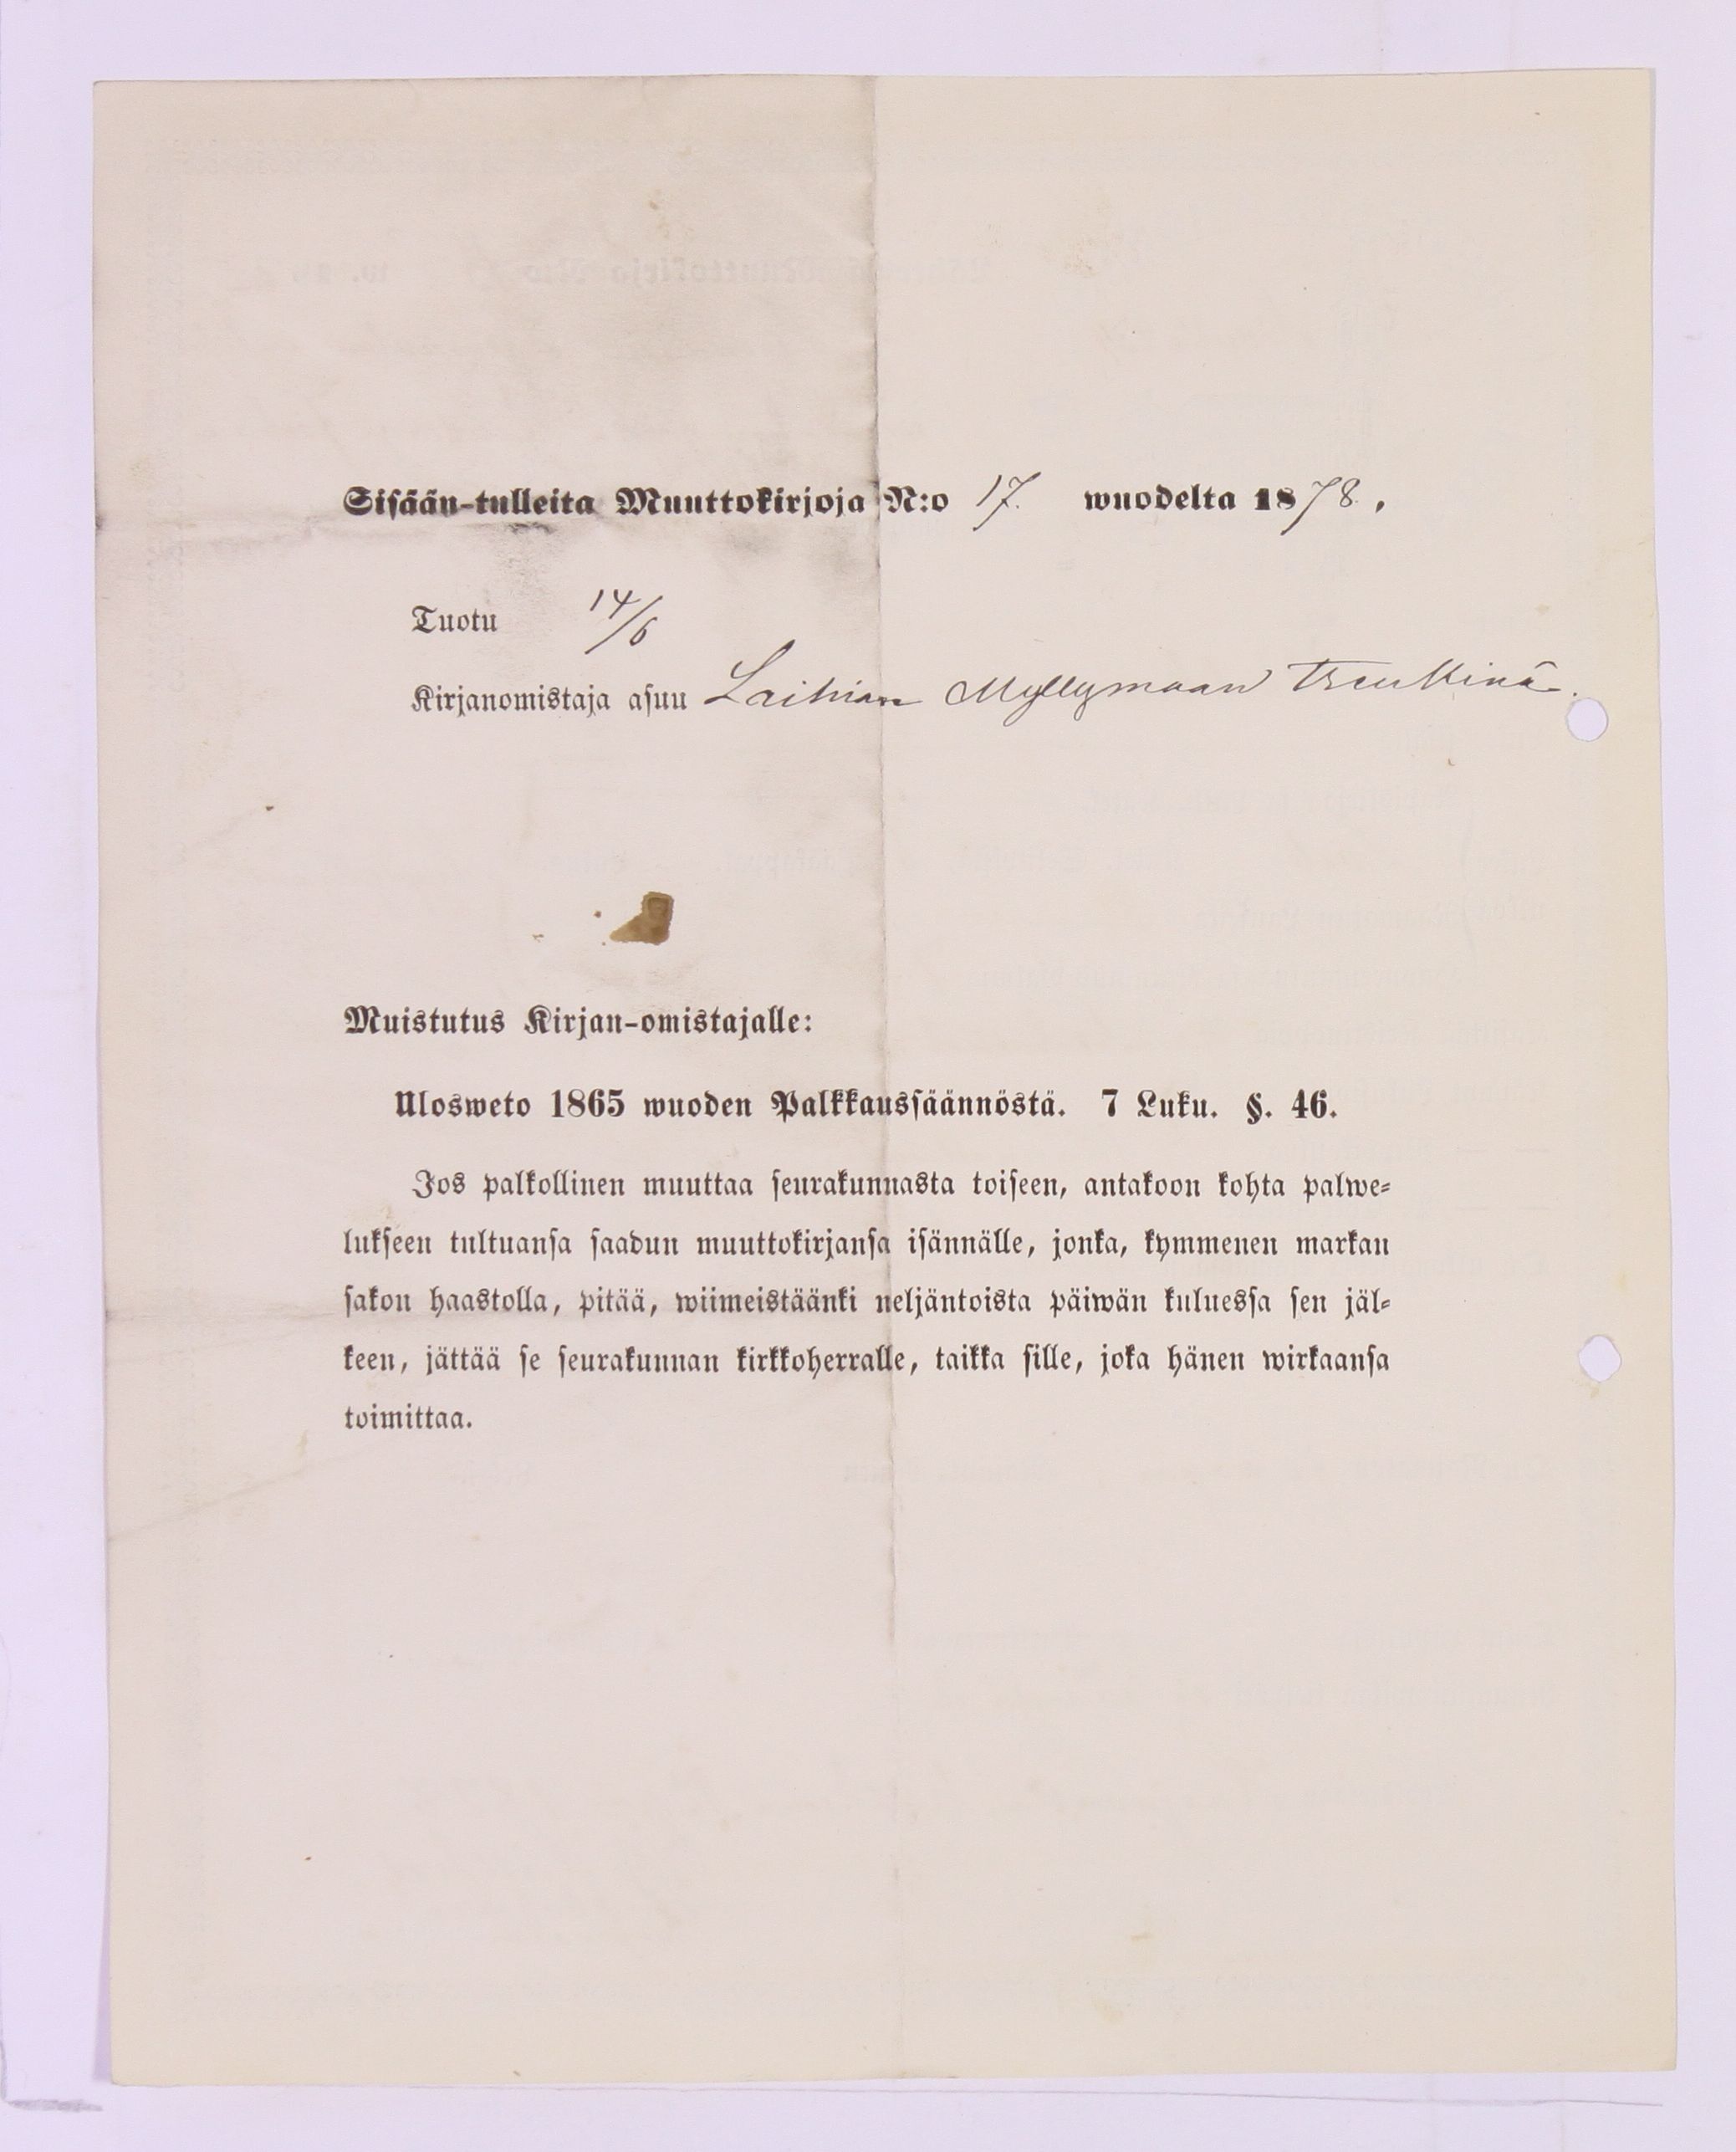 Sisään-tulleita Muuttokirjoja N:o 17. wuodelta 1878.
Tuotu 14/6
Kirjanomistaja asuu Laihian Myllymaan
Muistutus Kirjan-omistajalle:
Ulosweto 1865 wuoden Palkkaussäännöstä. 7 Luku. §. 46.
Jos palkollinen muuttaa seurakunnasta toiseen, antakoon kohta palwe-
lukseen tultuansa saadun muuttokirjansa isännälle, jonka, kymmenen markan
sakon haastolla, pitää, wiimeistäänki neljäntoista päiwän kuluessa sen jäl-
keen, jättää se seurakunnan kirkkoherralle, taikka sille, joka hänen wirkaansa
toimittaa.